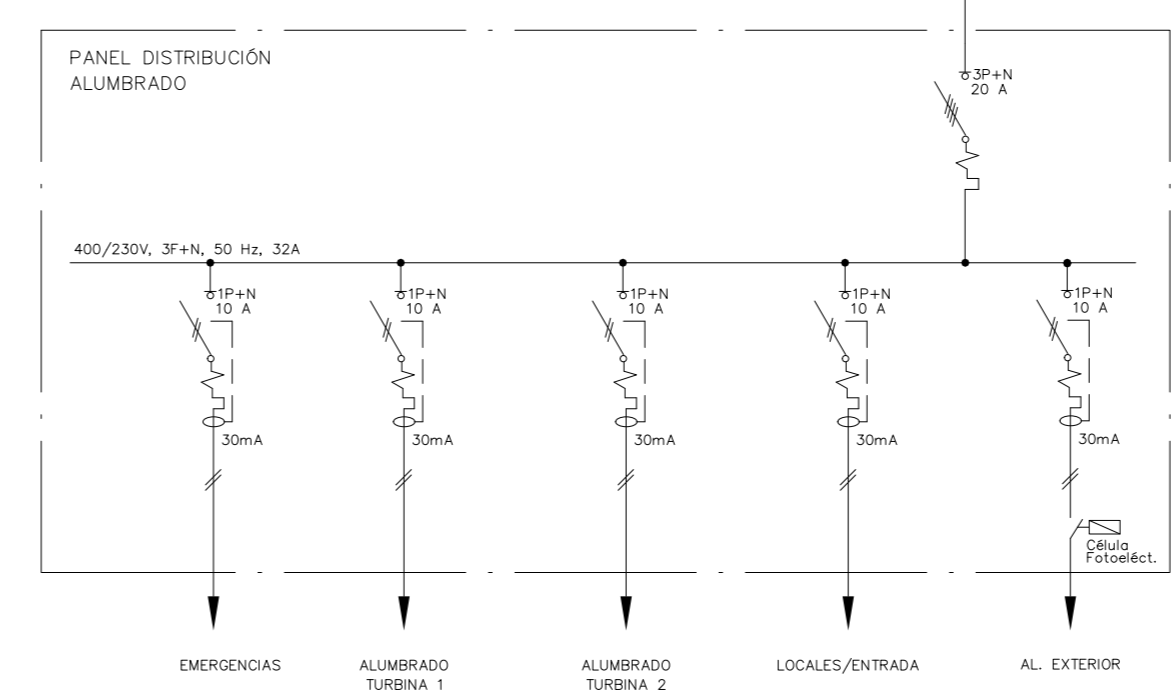 PANEL DISTRIBUCIÓN
ALUMBRADO
3P+N
20 A
400/230V, 3F+N, 50 Hz, 32A
1P+N
10 A
30mA
1P+N
10 A
30mA
1P+N
10 A
30mA
1P+N
10 A
30mA
1P+N
10 A
30mA
Célula
Fotoeléct.
EMERGENCIAS
ALUMBRADO
TURBINA 1
ALUMBRADO
TURBINA 2
LOCALES/ENTRADA
AL. EXTERIOR